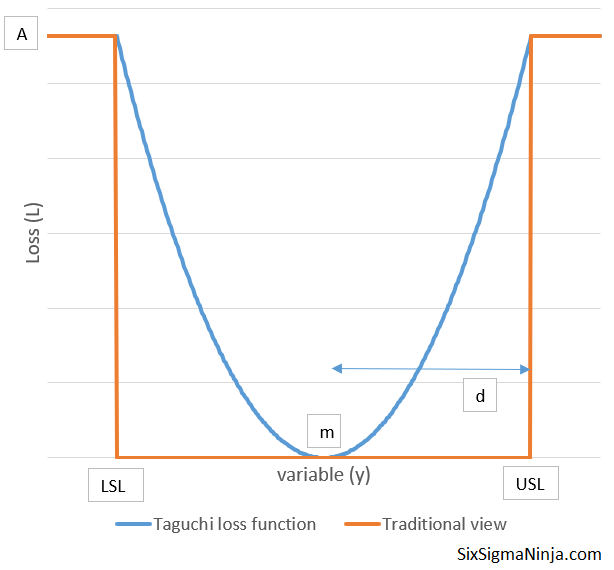 A
Loss (L)
d
m
LSL
variable (y)
USL
Taguchi loss function
Traditional view
SixSigmaNinja.com